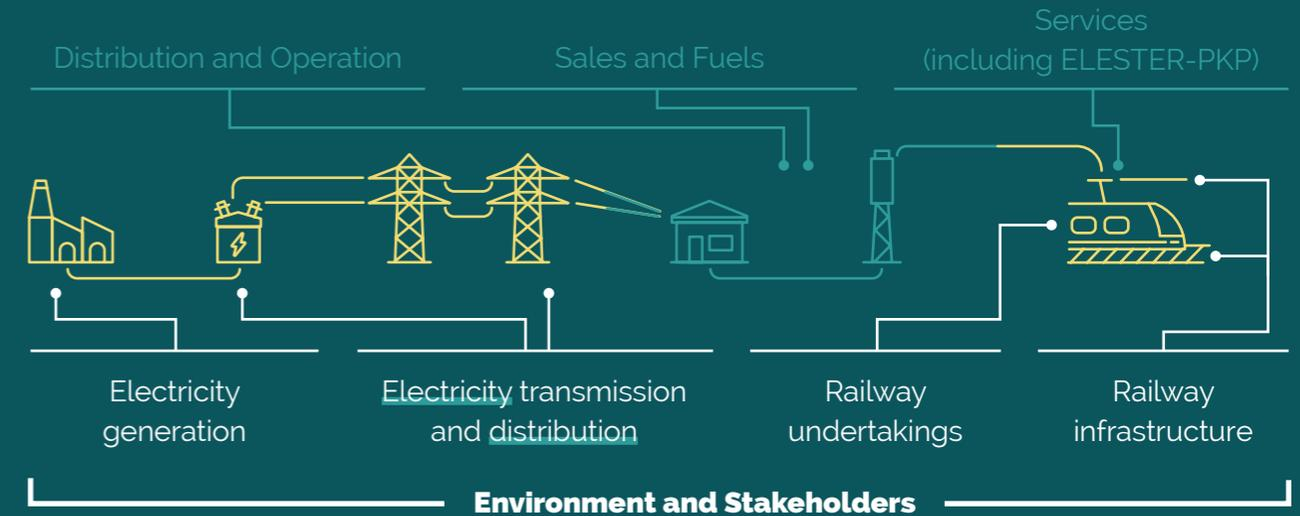 Distribution and Operation
Sales and Fuels
Services
(including ELESTER-PKP)
Electricity
generation
Electricity transmission
and distribution
Railway
undertakings
Railway
infrastructure
Environment and Stakeholders